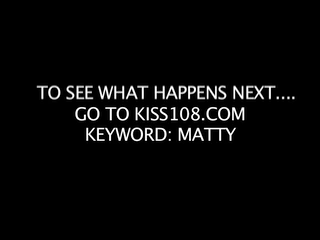 TO SEE WHAT HAPPENS NEXT....
GO TO KISS108.COM
KEYWORD: MATTY